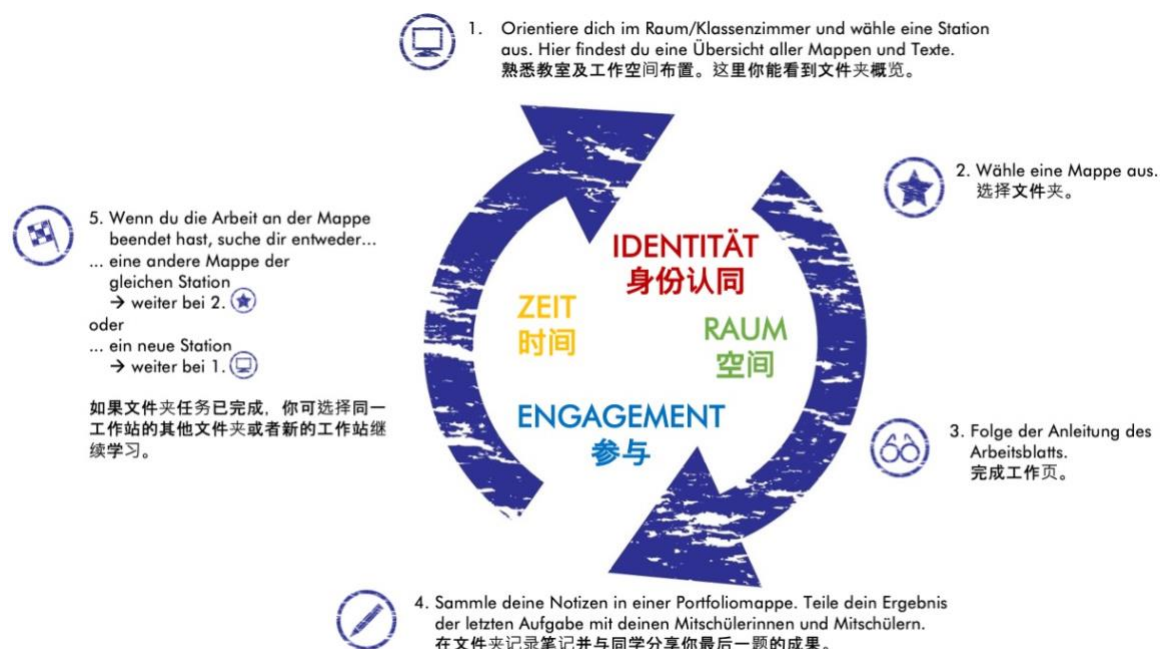 1. Orientiere dich im Raum/Klassenzimmer und wähle eine Station
aus. Hier findest du eine Übersicht aller Mappen und Texte.
熟悉教室及工作空间布置。这里你能看到文件夹概览。
2. Wähle eine Mappe aus.
选择文件夹。
IDENTITÄT
身份认同
ZEIT
时间
RAUM
空间
ENGAGEMENT
参与
3. Folge der Anleitung des
Arbeitsblatts.
完成工作页。
4. Sammle deine Notizen in einer Portfoliomappe. Teile dein Ergebnis
der letzten Aufgabe mit deinen Mitschülerinnen und Mitschülern.
在文件夹记录笔记并与同学分享你最后一题的成果。
5. Wenn du die Arbeit an der Mappe
beendet hast, suche dir entweder...
... eine andere Mappe der
gleichen Station
→ weiter bei 2.
oder
... ein neue Station
→ weiter bei 1.
如果文件夹任务已完成，你可选择同一
工作站的其他文件夹或者新的工作站继
续学习。